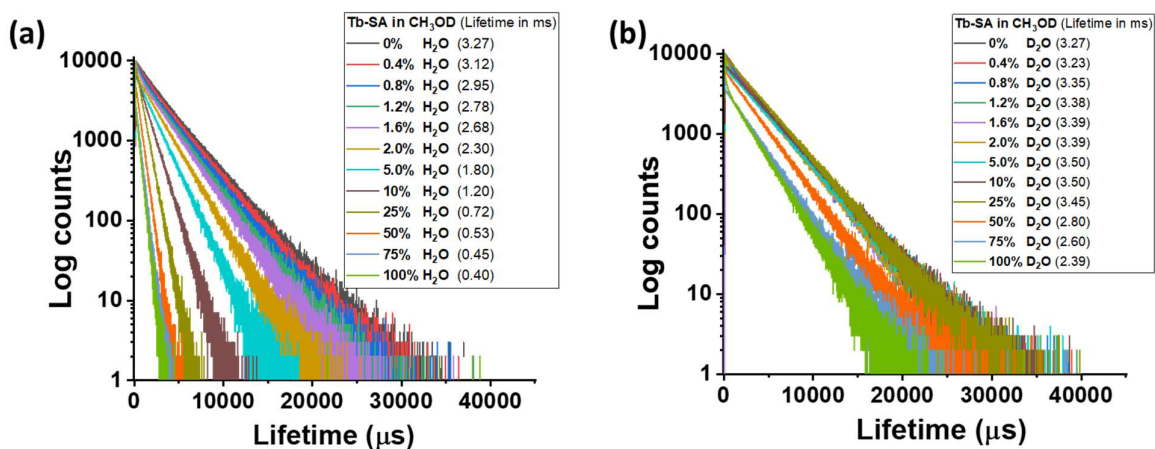 (a)
Log counts
10000
1000
100
10
1
0
10000
20000
30000
40000
Lifetime (μs)
Tb-SA in CH₃OD (Lifetime in ms)
0% H₂O (3.27)
0.4% H₂O (3.12)
0.8% H₂O (2.95)
1.2% H₂O (2.78)
1.6% H₂O (2.68)
2.0% H₂O (2.30)
5.0% H₂O (1.80)
10% H₂O (1.20)
25% H₂O (0.72)
50% H₂O (0.53)
75% H₂O (0.45)
100% H₂O (0.40)
(b)
Log counts
10000
1000
100
10
1
0
10000
20000
30000
40000
Lifetime (μs)
Tb-SA in CH₃OD (Lifetime in ms)
0% D₂O (3.27)
0.4% D₂O (3.23)
0.8% D₂O (3.35)
1.2% D₂O (3.38)
1.6% D₂O (3.39)
2.0% D₂O (3.39)
5.0% D₂O (3.50)
10% D₂O (3.50)
25% D₂O (3.45)
50% D₂O (2.80)
75% D₂O (2.60)
100% D₂O (2.39)